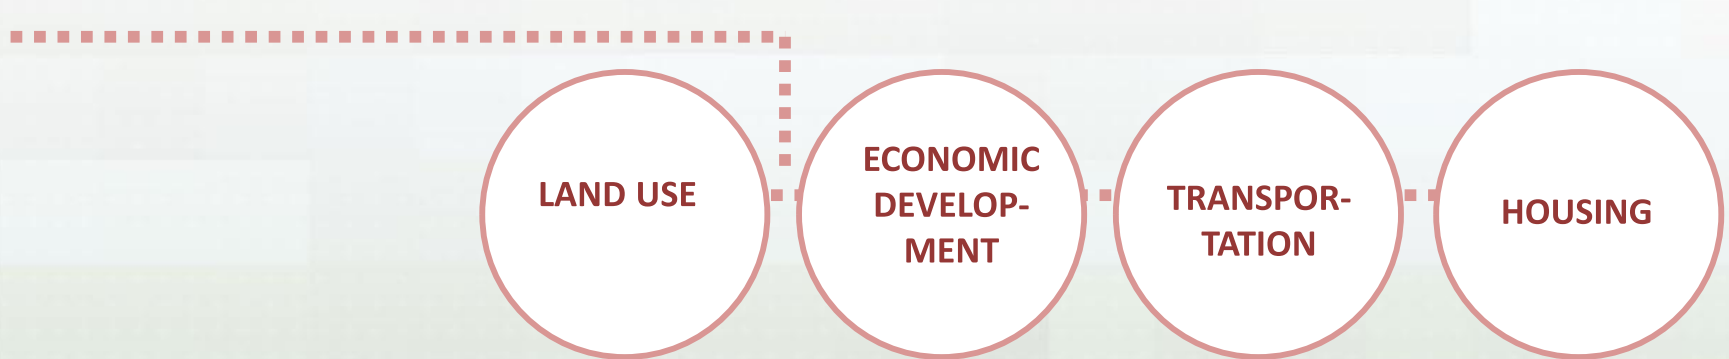 LAND USE
ECONOMIC
DEVELOP-
MENT
TRANSPOR-
TATION
HOUSING